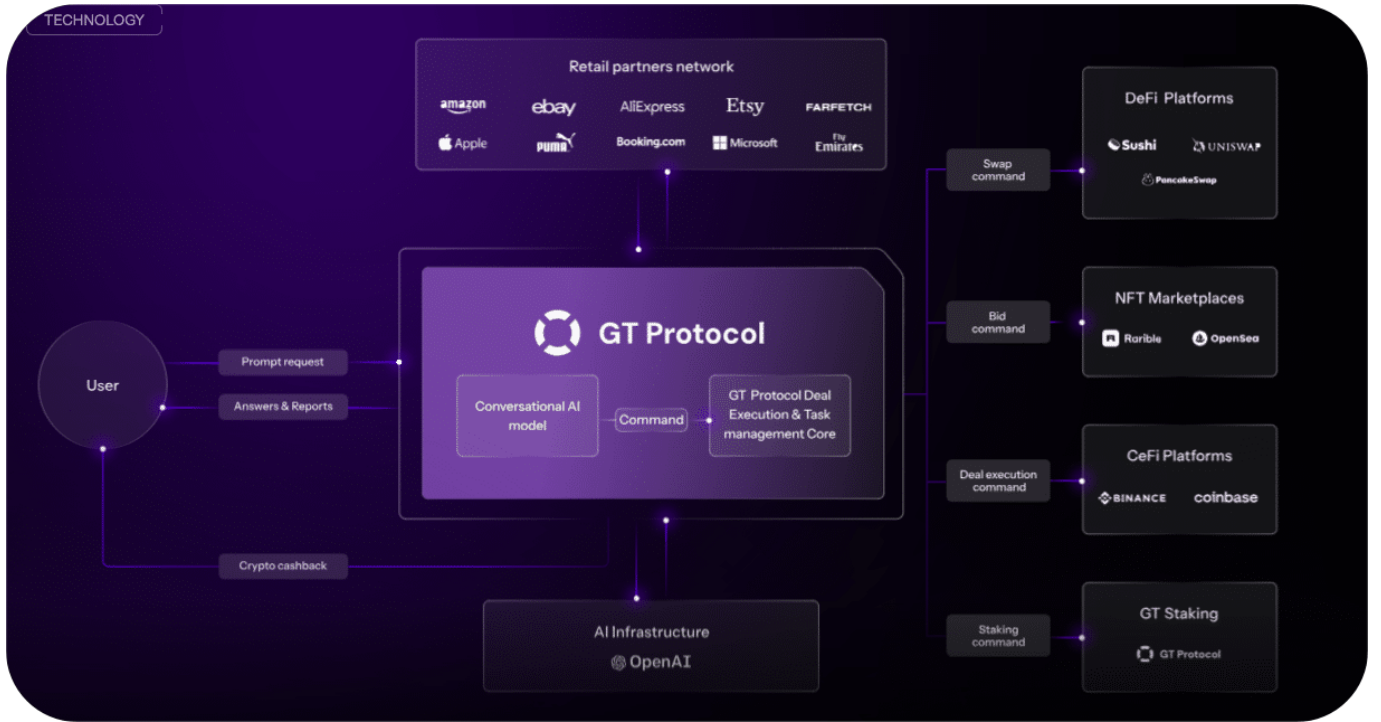 TECHNOLOGY
Retail partners network
amazon
ebay
AliExpress
Etsy
FARFETCH
Apple
PUMA
Booking.com
Microsoft
Fly
Emirates
DeFi Platforms
Sushi
UNISWAP
PancakeSwap
Swap
command
GT Protocol
Conversational AI
model
Command
GT Protocol Deal
Execution & Task
management Core
User
Prompt request
Answers & Reports
Crypto cashback
Bid
command
NFT Marketplaces
Rarible
OpenSea
Deal execution
command
CeFi Platforms
BINANCE
coinbase
Staking
command
GT Staking
GT Protocol
AI Infrastructure
OpenAI